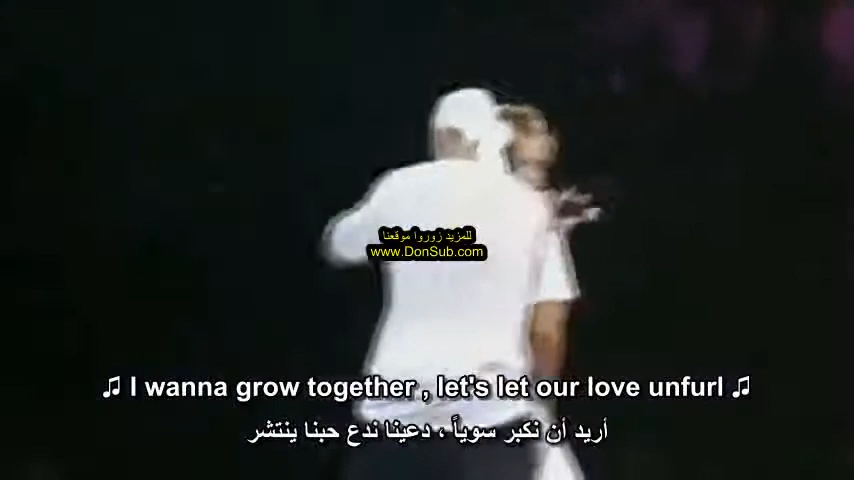 للمزيد زوروا موقعنا
www.DonSub.com
♫ I wanna grow together , let's let our love unfurl ♫
أريد أن نكبر سوياً ، دعينا ندع حبنا ينتشر